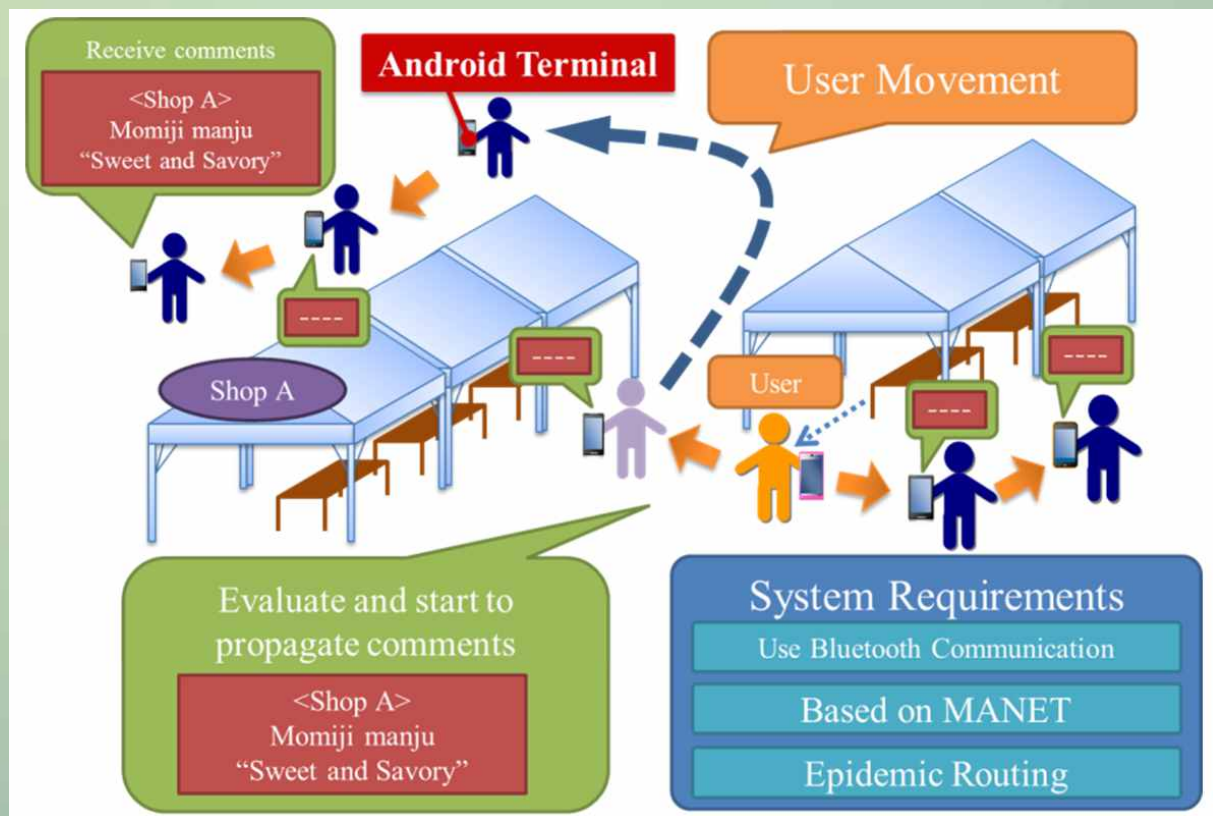 Receive comments
<Shop A>
Momiji manju
“Sweet and Savory”
Android Terminal
User Movement
----
----
----
----
Shop A
User
Evaluate and start to
propagate comments
<Shop A>
Momiji manju
“Sweet and Savory”
System Requirements
Use Bluetooth Communication
Based on MANET
Epidemic Routing